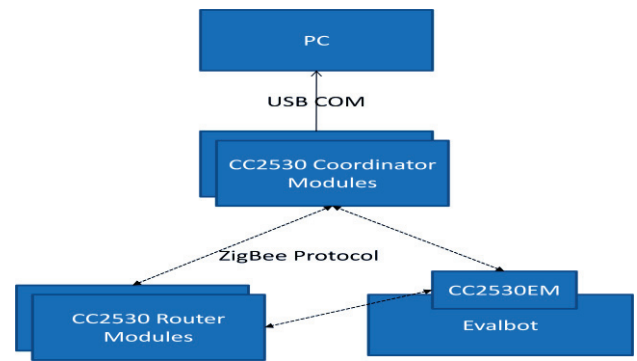 PC
USB COM
CC2530 Coordinator
Modules
ZigBee Protocol
CC2530EM
CC2530 Router
Modules
Evalbot